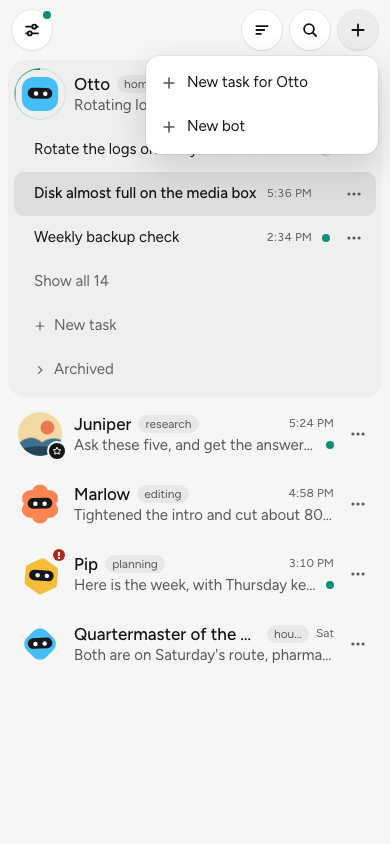 New task for Otto
New bot
Otto
Rotating lo
Rotate the logs o
Disk almost full on the media box 5:36 PM
Weekly backup check 2:34 PM
Show all 14
New task
Archived
Juniper research 5:24 PM
Ask these five, and get the answer...
Marlow editing 4:58 PM
Tightened the intro and cut about 80...
Pip planning 3:10 PM
Here is the week, with Thursday ke...
Quartermaster of the ... hou... Sat
Both are on Saturday's route, pharma...